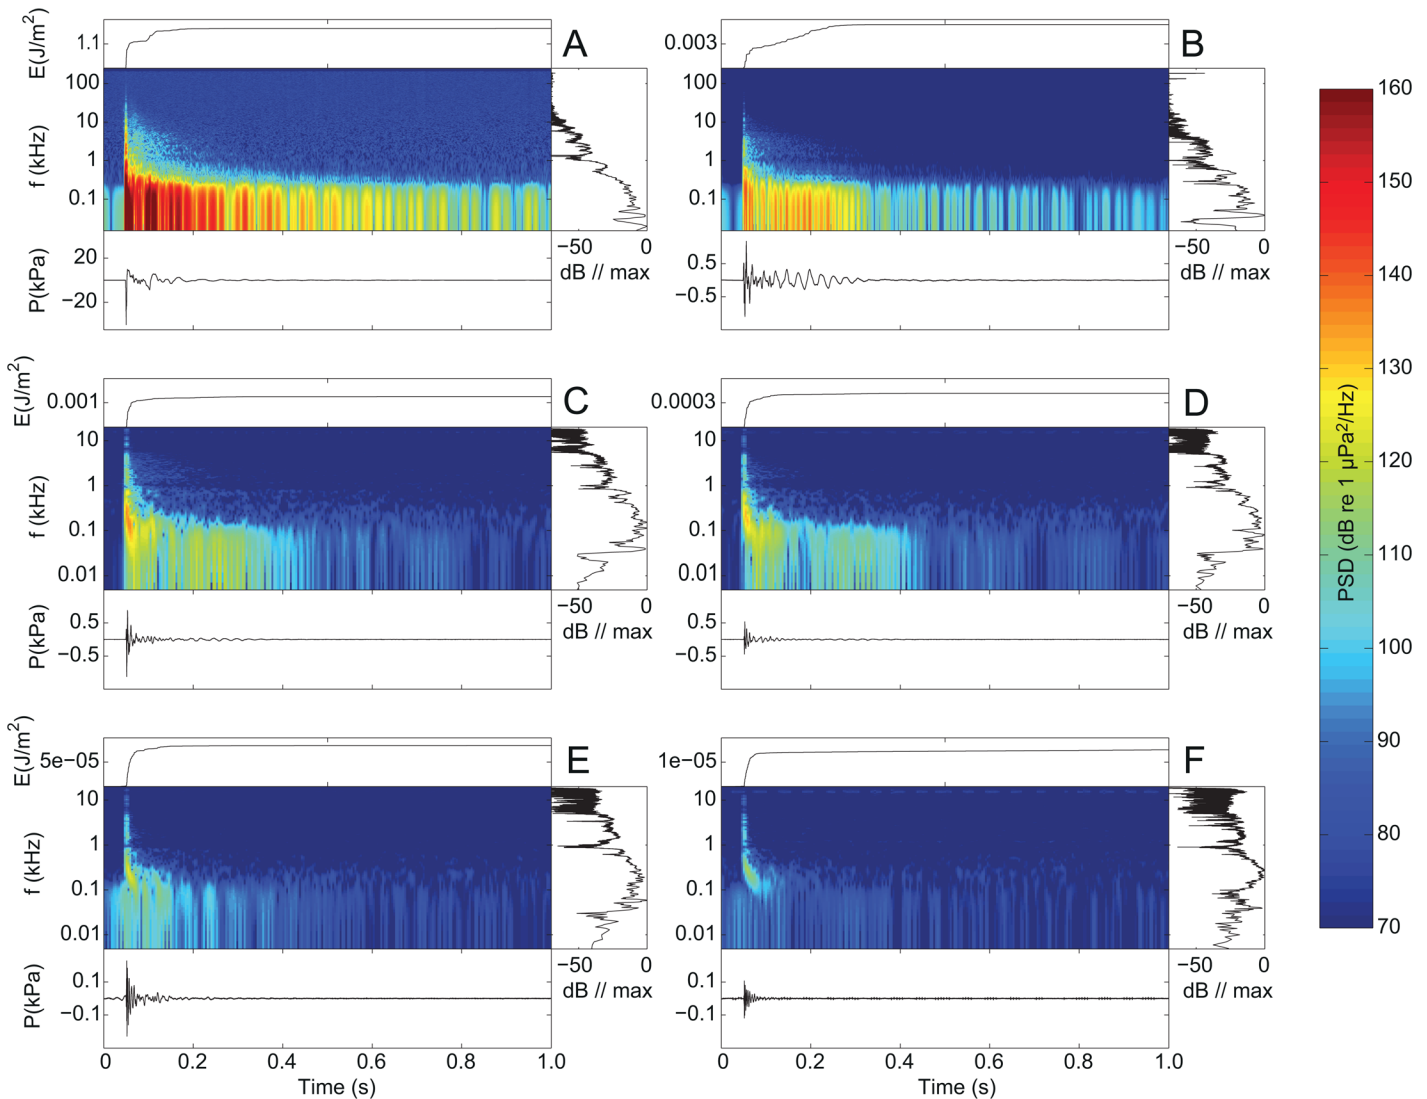 E(J/m2)
1.1
A
100
10
1
0.1
f (kHz)
−50 0
dB // max
20
−20
P(kPa)
0.003
B
100
10
1
0.1
−50 0
dB // max
0.5
−0.5
E(J/m2)
0.001
C
10
1
0.1
0.01
f (kHz)
−50 0
dB // max
0.5
−0.5
P(kPa)
0.0003
D
10
1
0.1
0.01
−50 0
dB // max
0.5
−0.5
E(J/m2)
5e−05
E
10
1
0.1
0.01
f (kHz)
−50 0
dB // max
0.1
−0.1
P(kPa)
0 0.2 0.4 0.6 0.8 1.0
Time (s)
1e−05
F
10
1
0.1
0.01
−50 0
dB // max
0.1
−0.1
0 0.2 0.4 0.6 0.8 1.0
Time (s)
160
150
140
130
120
110
100
90
80
70
PSD (dB re 1 μPa2/Hz)